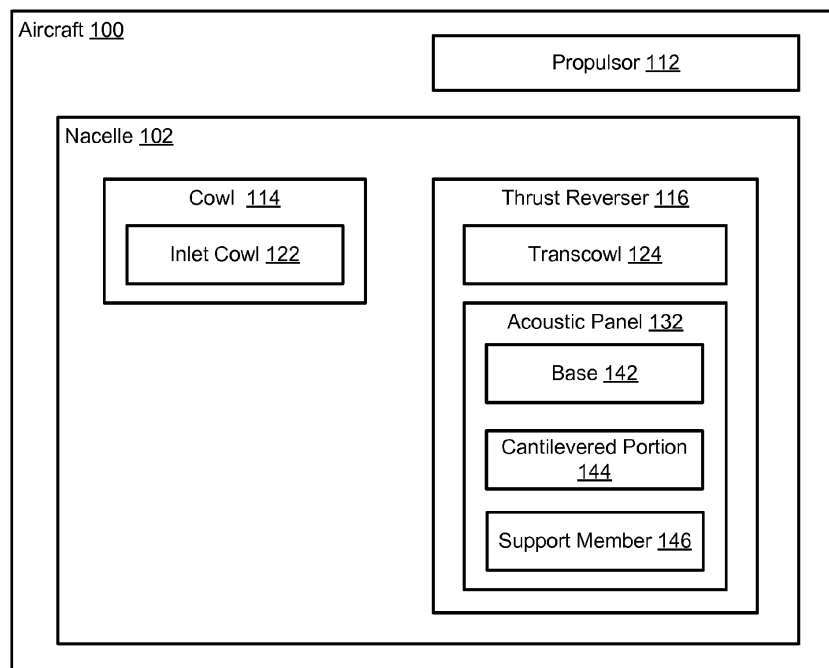 Aircraft 100
Propulsor 112
Nacelle 102
Cowl 114
Inlet Cowl 122
Thrust Reverser 116
Transcowl 124
Acoustic Panel 132
Base 142
Cantilevered Portion
144
Support Member 146